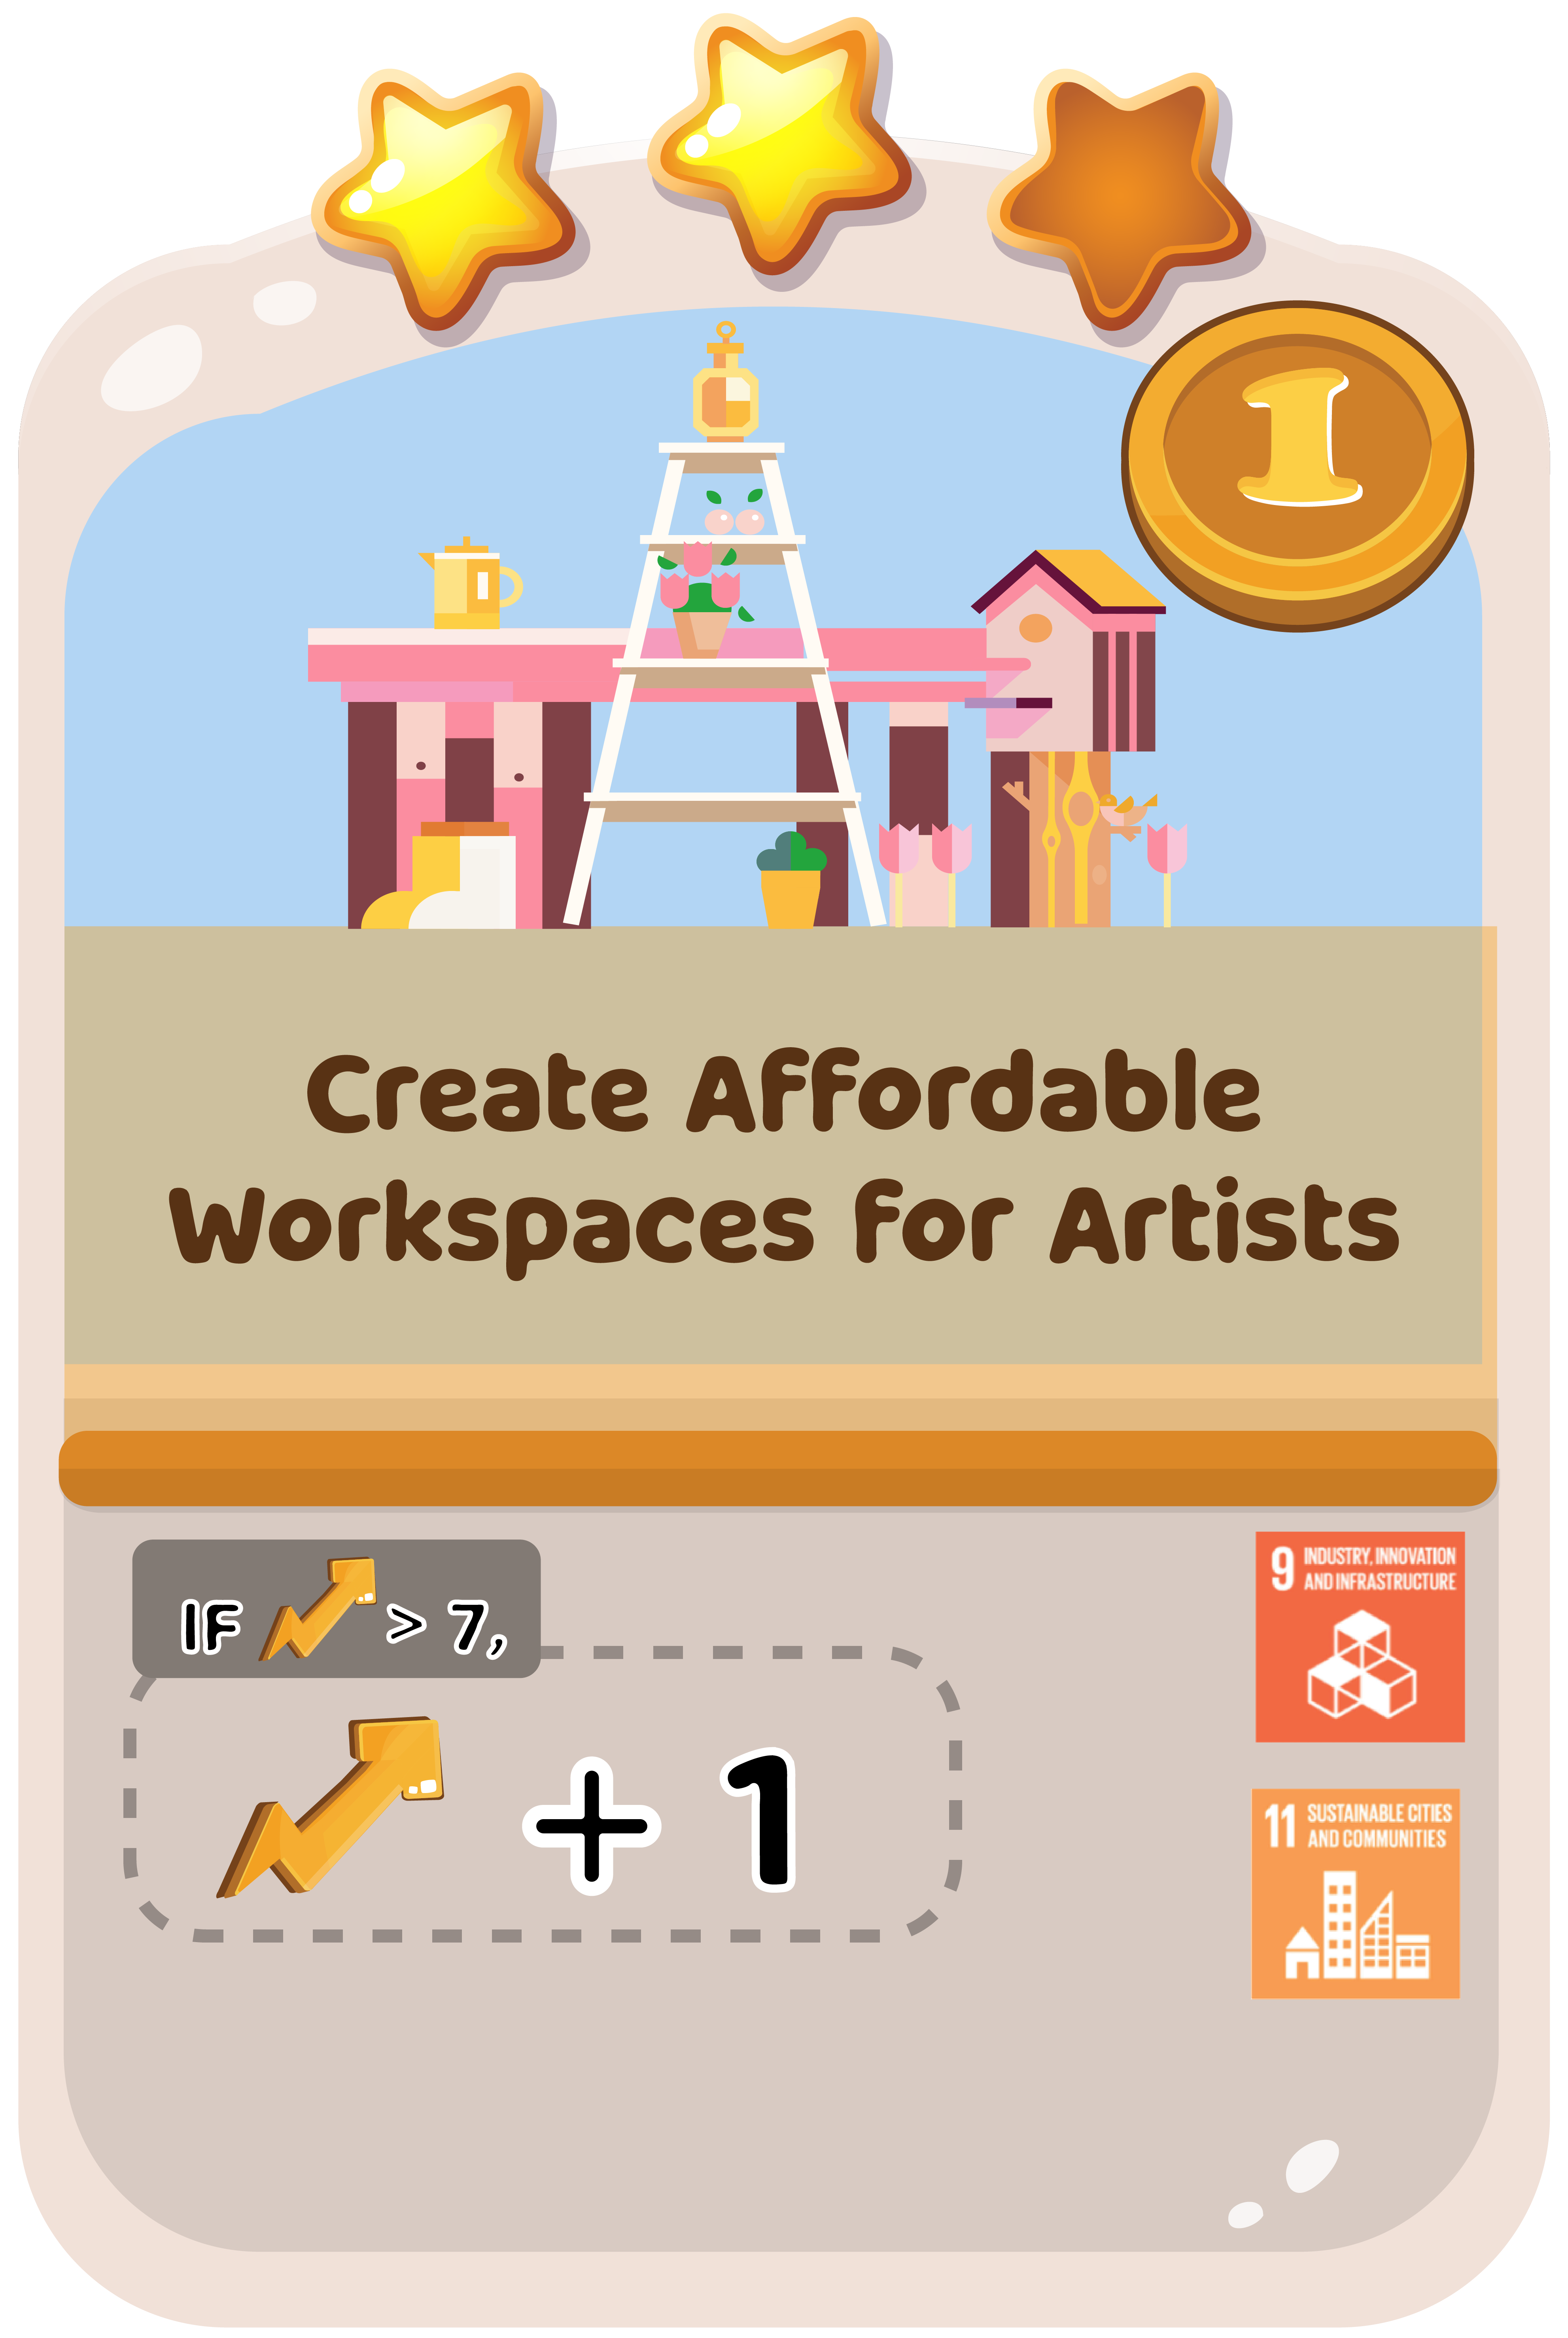 1
Create Affordable
Workspaces for Artists
IF > 7,
+ 1
9 INDUSTRY, INNOVATION
AND INFRASTRUCTURE
11 SUSTAINABLE CITIES
AND COMMUNITIES